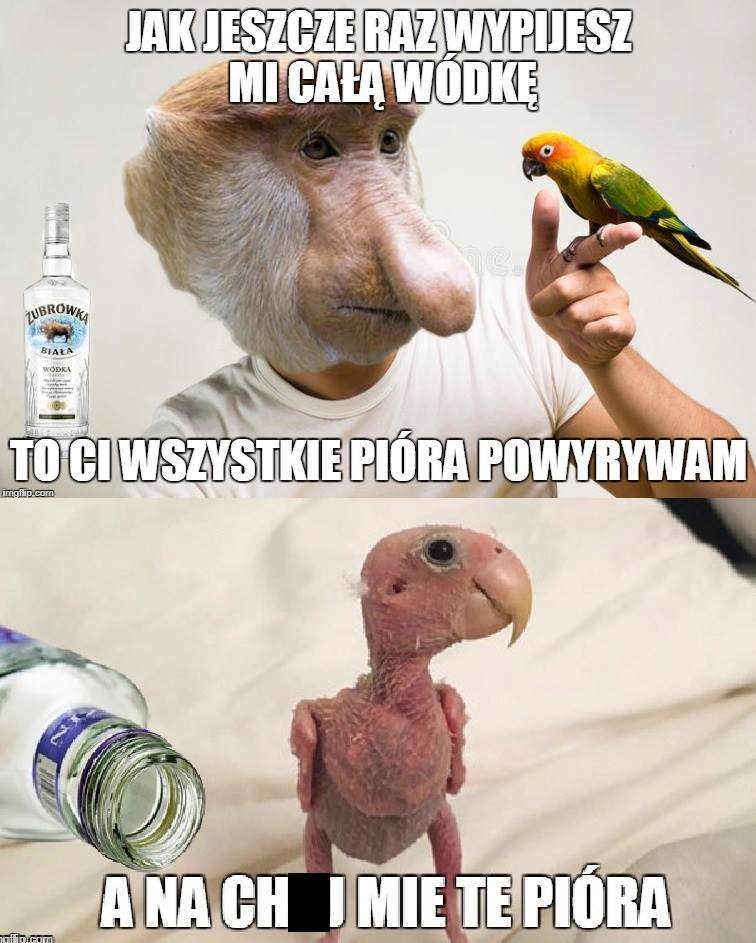 JAK JESZCZE RAZ WYPIJESZ
MI CAŁĄ WÓDKĘ
ŻUBRÓWKA
BIAŁA
WÓDKA
TO CI WSZYSTKIE PIÓRA POWYRYWAM
imgflip.com
A NA CH J MIE TE PIÓRA
imgflip.com